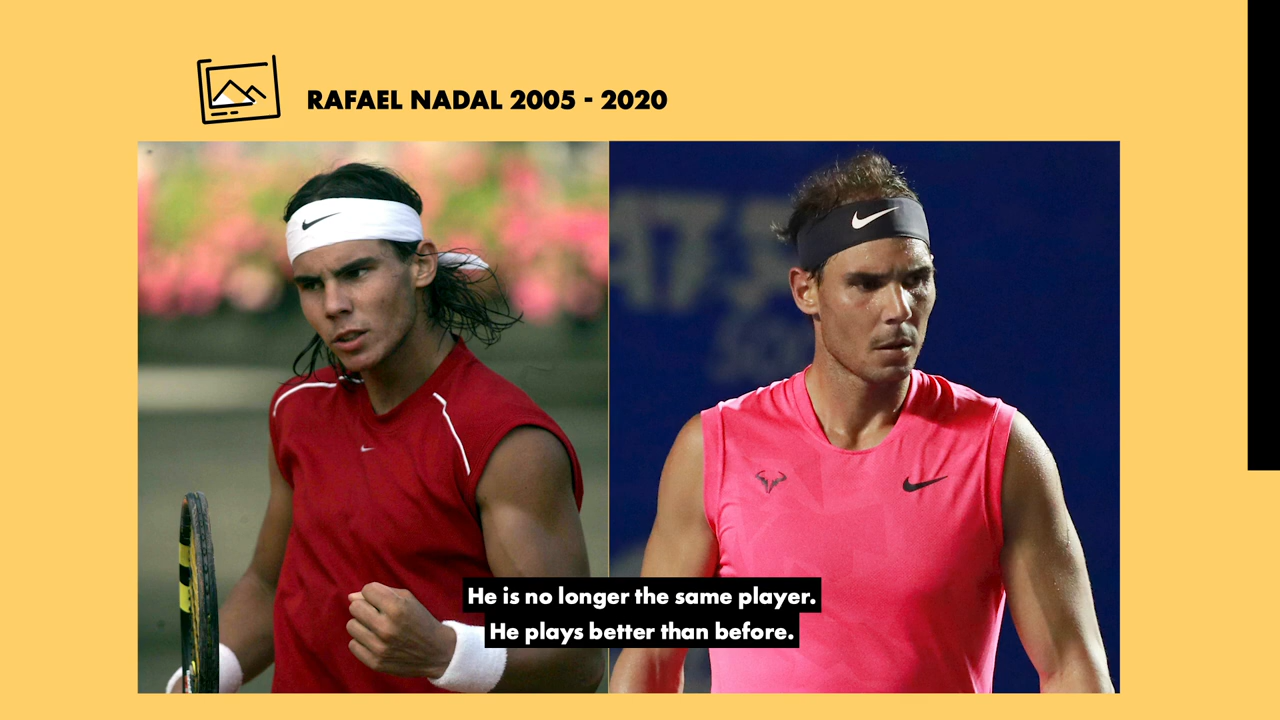 RAFAEL NADAL 2005 - 2020
He is no longer the same player.
He plays better than before.